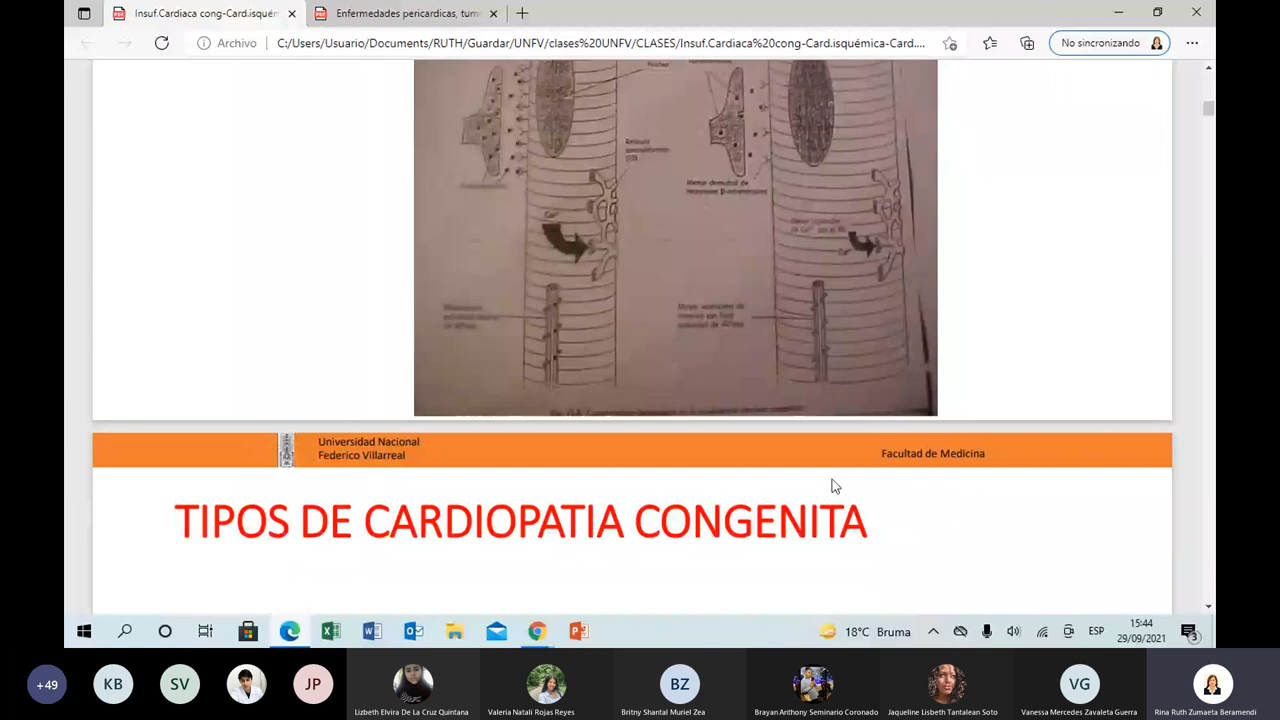 Insuf.Cardiaca cong-Card.isquém
Enfermedades pericardicas, tum
Archivo
C:/Users/Usuario/Documents/RUTH/Guardar/UNFV/clases%20UNFV/CLASES/Insuf.Cardiaca%20cong-Card.isquémica-Card....
No sincronizando
Menor densidad de
Universidad Nacional
Federico Villarreal
Facultad de Medicina
TIPOS DE CARDIOPATIA CONGENITA
18°C Bruma
ESP
15:44
29/09/2021
3
+49
KB
SV
JP
BZ
VG
Lizbeth Elvira De La Cruz Quintana
Valeria Natali Rojas Reyes
Britny Shantal Muriel Zea
Brayan Anthony Seminario Coronado
Jaqueline Lisbeth Tantalean Soto
Vanessa Mercedes Zavaleta Guerra
Rina Ruth Zumaeta Beramendi